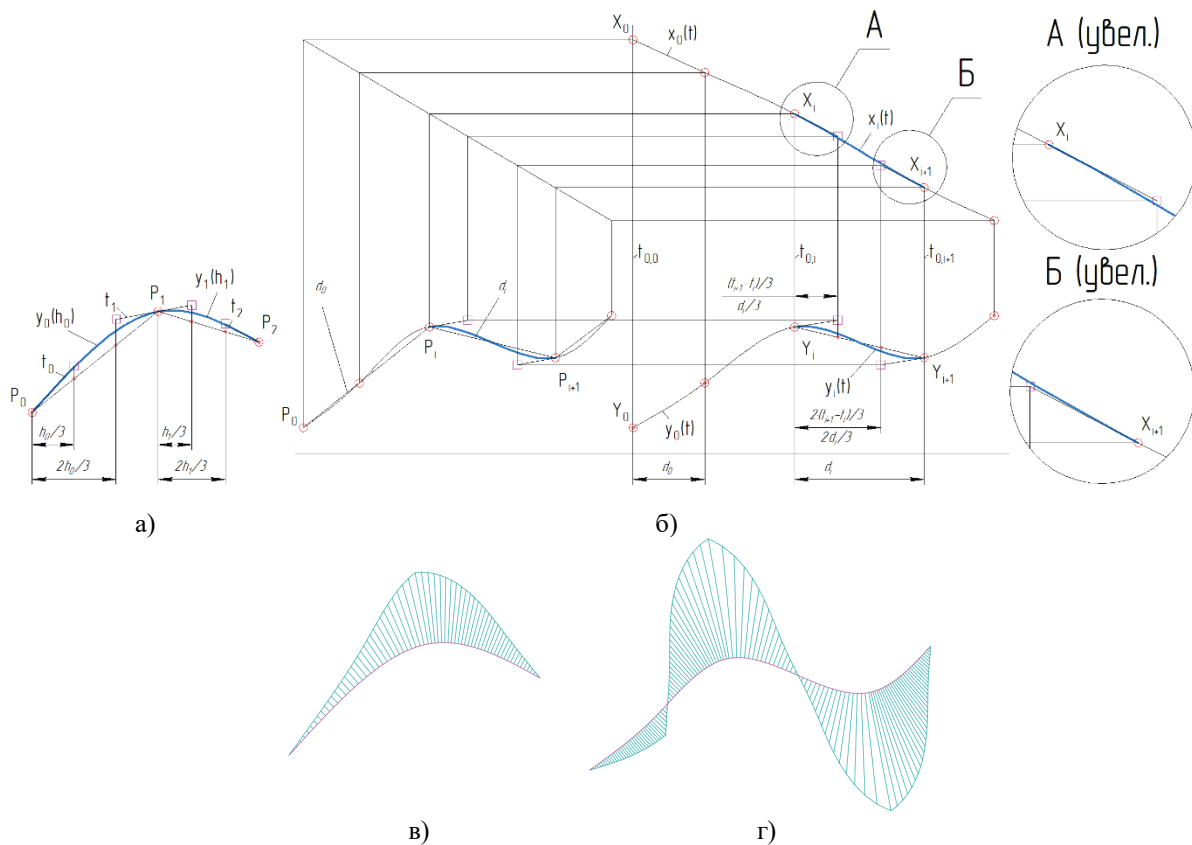 X₀
x₀(t)
А
А (увел.)
Б
Xᵢ
xᵢ(t)
Xᵢ₊₁
Xᵢ
t₀,₀
t₀,ᵢ
t₀,ᵢ₊₁
Б (увел.)
(tᵢ₊₁-tᵢ)/3
dᵢ/3
y₁(h₁)
P₁
t₁
t₂
y₀(h₀)
P₂
t₀
P₀
h₀/3
h₁/3
2h₀/3
2h₁/3
d₀
dᵢ
Pᵢ
Pᵢ₊₁
P₀
Yᵢ
yᵢ(t)
Yᵢ₊₁
Y₀
y₀(t)
2(tᵢ₊₁-tᵢ)/3
2dᵢ/3
Xᵢ₊₁
d₀
dᵢ
а)
б)
в)
г)